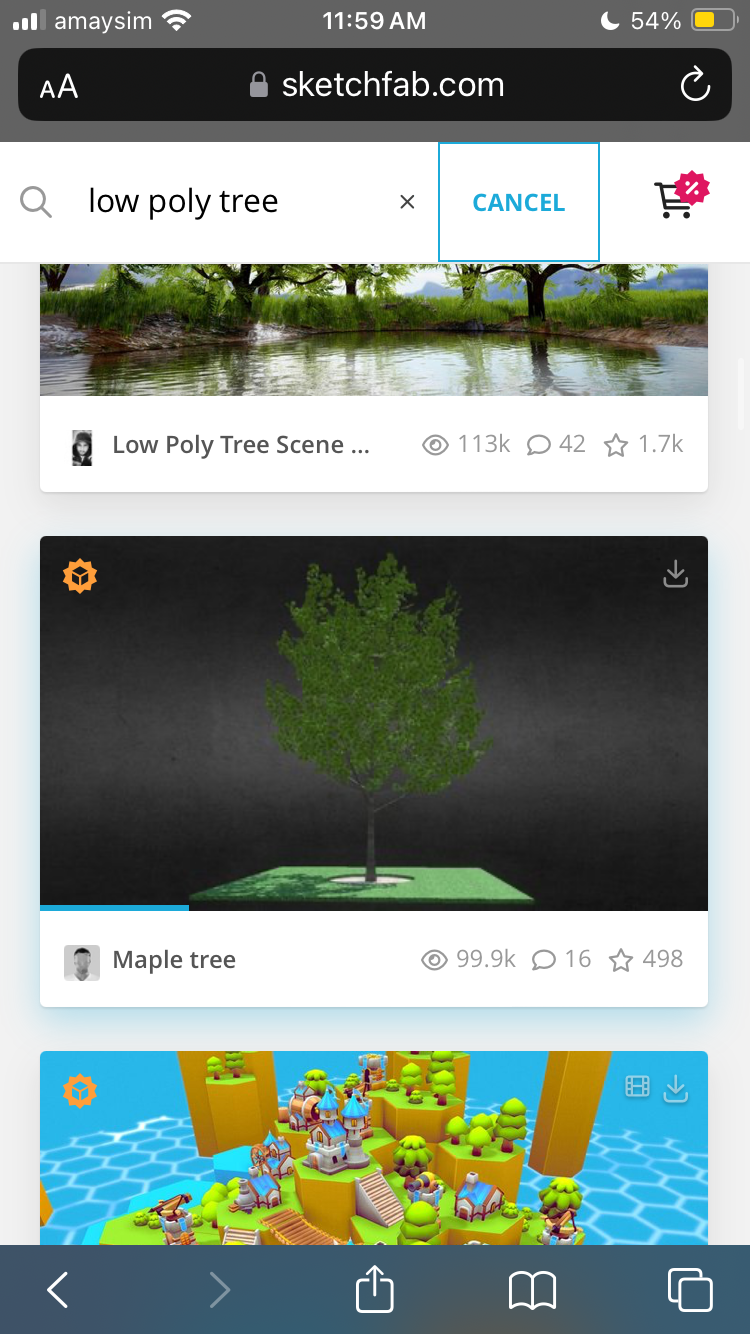 amaysim 11:59 AM 54%
AA sketchfab.com
low poly tree × CANCEL %
Low Poly Tree Scene ... 113k 42 1.7k
Maple tree 99.9k 16 498